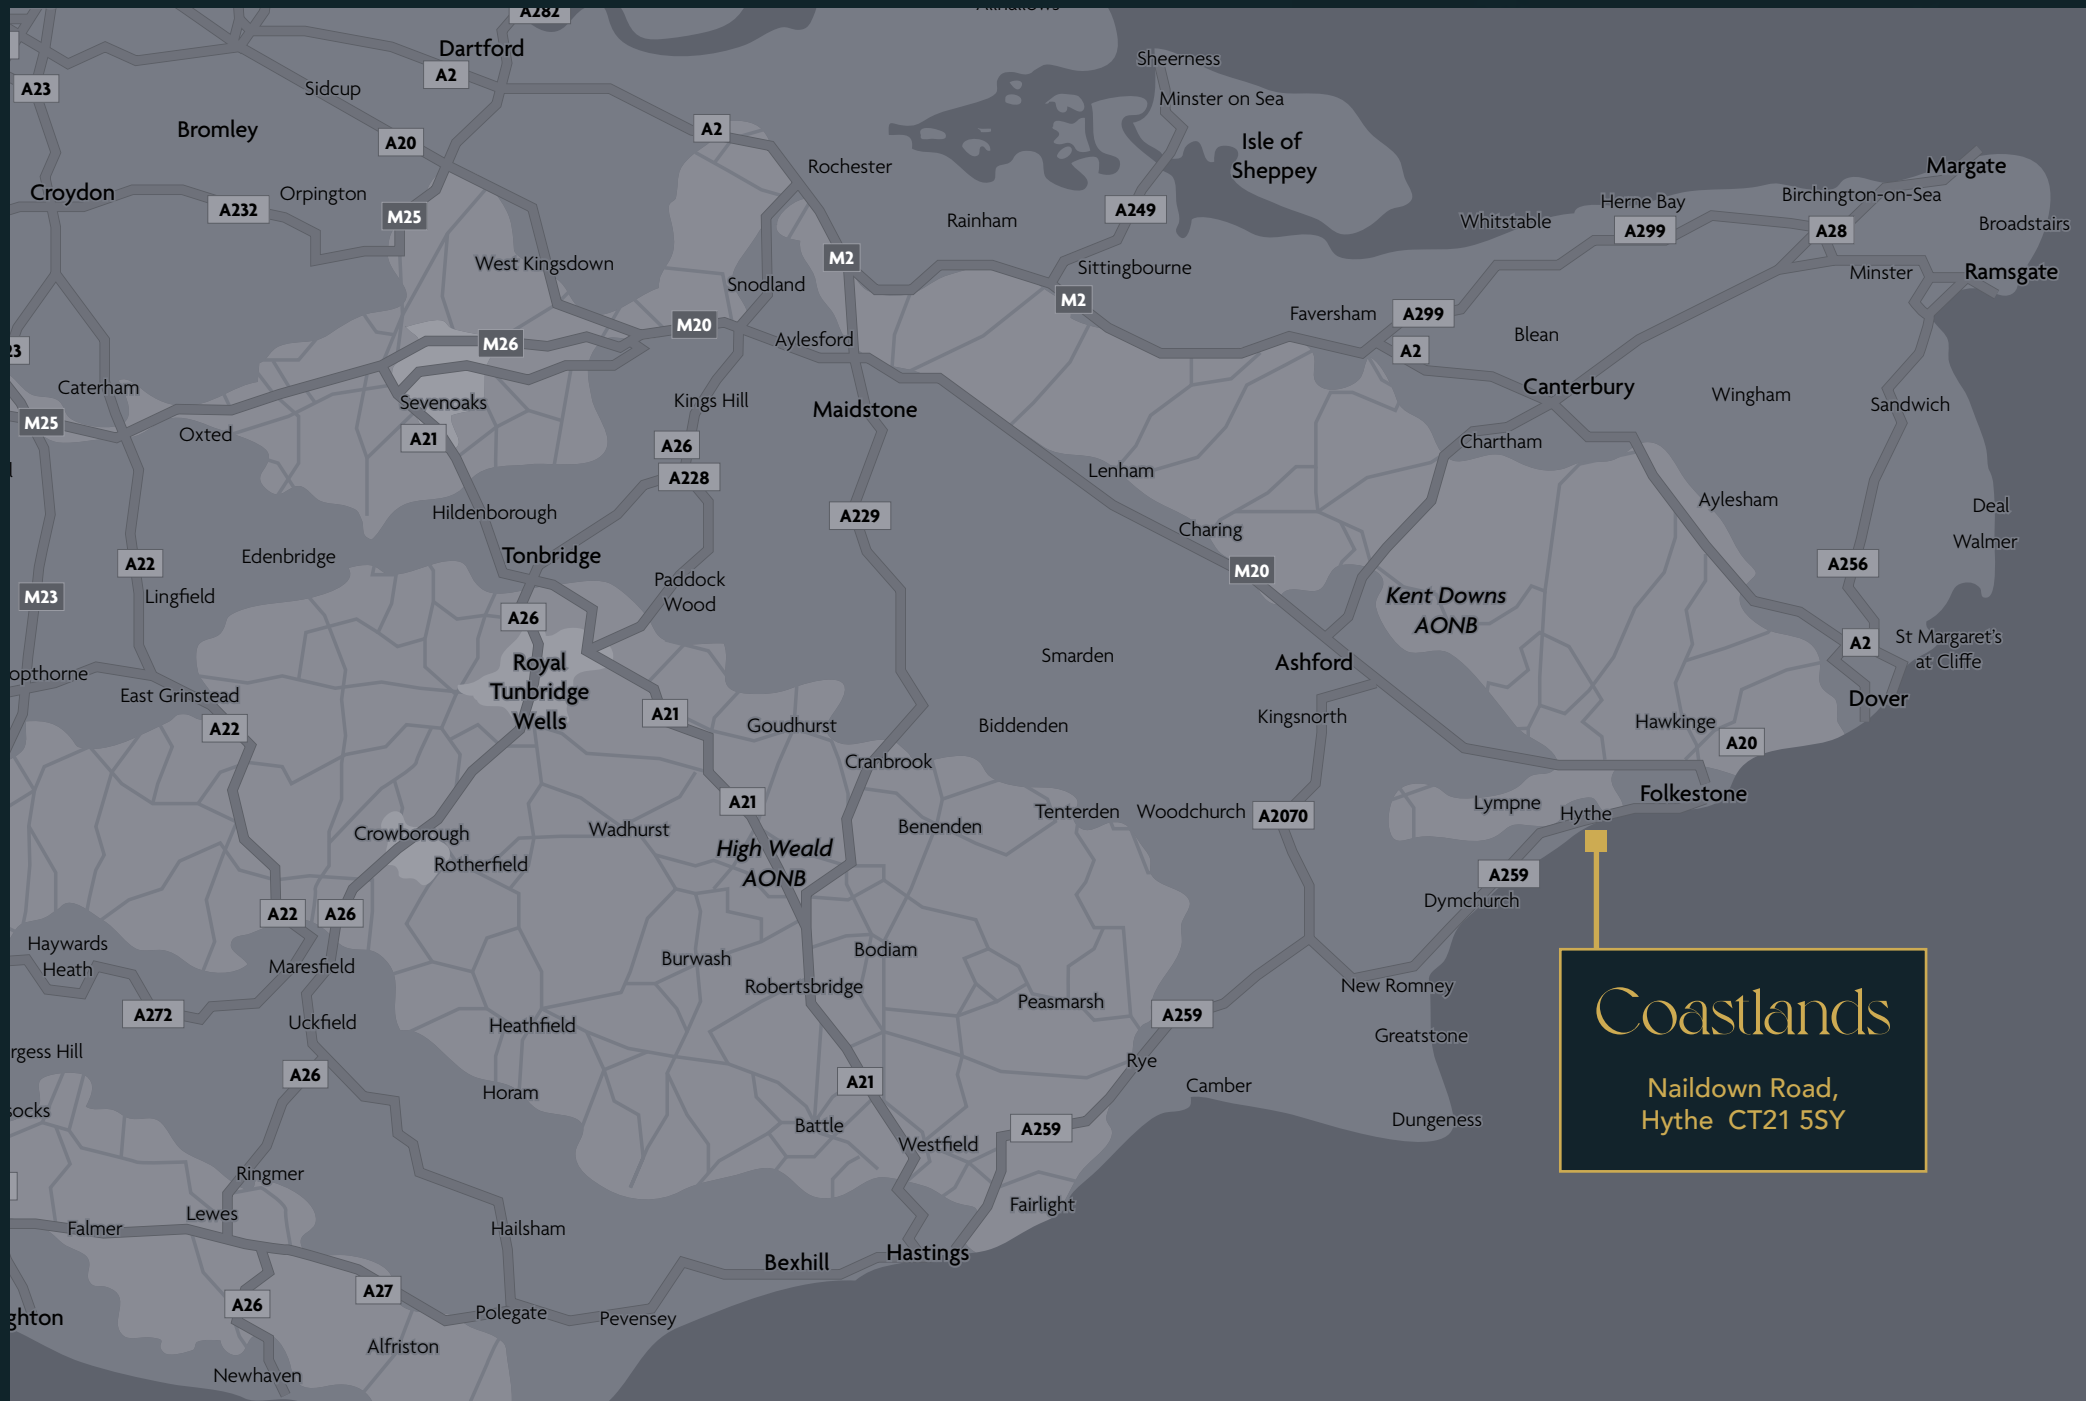 A282
Allhallows
Dartford
A2
Sheerness
A23
Sidcup
Minster on Sea
Bromley
A20
A2
Isle of
Sheppey
Rochester
Margate
Croydon
A232
Orpington
M25
Rainham
A249
Whitstable
Herne Bay
A299
Birchington-on-Sea
A28
Broadstairs
West Kingsdown
M2
Snodland
Sittingbourne
M2
Minster
Ramsgate
M20
M26
Aylesford
Faversham
A299
A2
Blean
23
Caterham
Sevenoaks
Kings Hill
Maidstone
Canterbury
Wingham
Sandwich
M25
Oxted
A21
A26
A228
Chartham
Lenham
Aylesham
Deal
Walmer
Hildenborough
A229
Charing
M20
Edenbridge
Tonbridge
A22
Lingfield
M23
Paddock
Wood
A26
Kent Downs
AONB
A256
A2
St Margaret's
at Cliffe
opthorne
East Grinstead
Royal
Tunbridge
Wells
Smarden
Ashford
Dover
A22
A21
Goudhurst
Biddenden
Kingsnorth
Hawkinge
A20
Cranbrook
A21
Folkestone
Crowborough
Rotherfield
Wadhurst
High Weald
AONB
Benenden
Tenterden
Woodchurch
A2070
Lympne
Hythe
A259
Dymchurch
A22
A26
Haywards
Heath
Maresfield
Burwash
Bodiam
Robertsbridge
A272
Uckfield
Heathfield
Peasmarsh
A259
New Romney
Greatstone
Coastlands
Naildown Road,
Hythe CT21 5SY
rgess Hill
A26
Horam
A21
Rye
Camber
Dungeness
socks
Battle
Westfield
A259
Ringmer
Fairlight
Lewes
Falmer
Hailsham
Bexhill
Hastings
A27
A26
ghton
Polegate
Pevensey
Alfriston
Newhaven